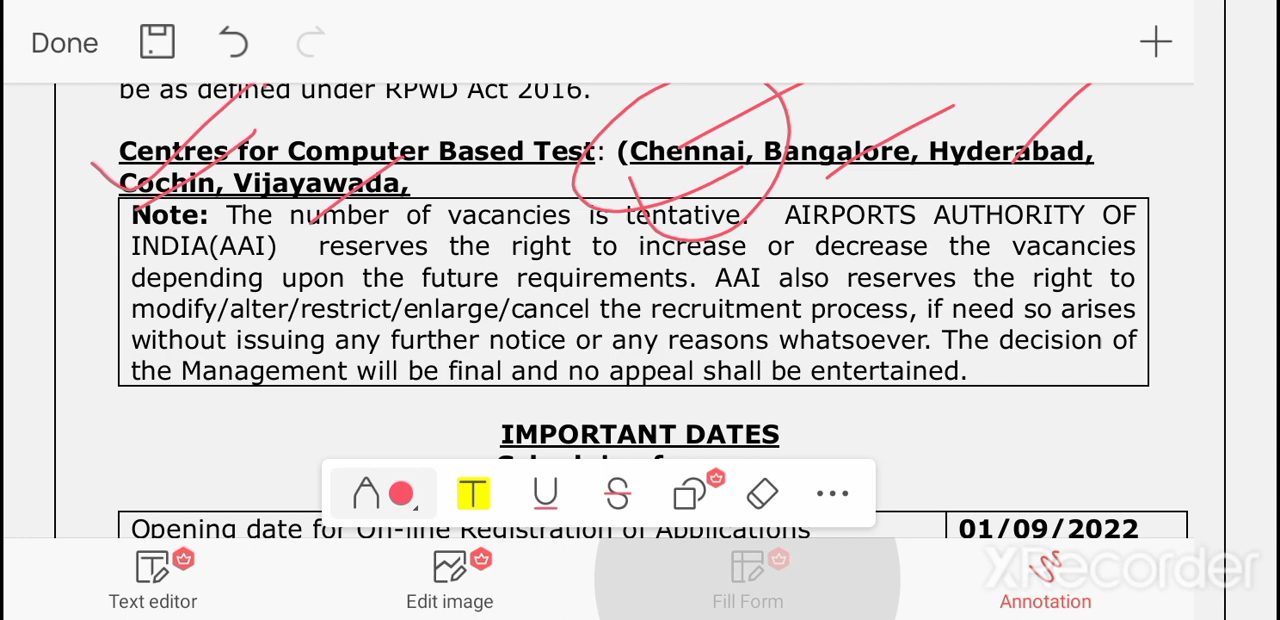 Done
be as defined under RPwD Act 2016.
Centres for Computer Based Test: (Chennai, Bangalore, Hyderabad,
Cochin, Vijayawada,
Note: The number of vacancies is tentative. AIRPORTS AUTHORITY OF
INDIA(AAI) reserves the right to increase or decrease the vacancies
depending upon the future requirements. AAI also reserves the right to
modify/alter/restrict/enlarge/cancel the recruitment process, if need so arises
without issuing any further notice or any reasons whatsoever. The decision of
the Management will be final and no appeal shall be entertained.
IMPORTANT DATES
Opening date for On-line Registration of Applications 01/09/2022
Text editor Edit image Fill Form Annotation
XRecorder